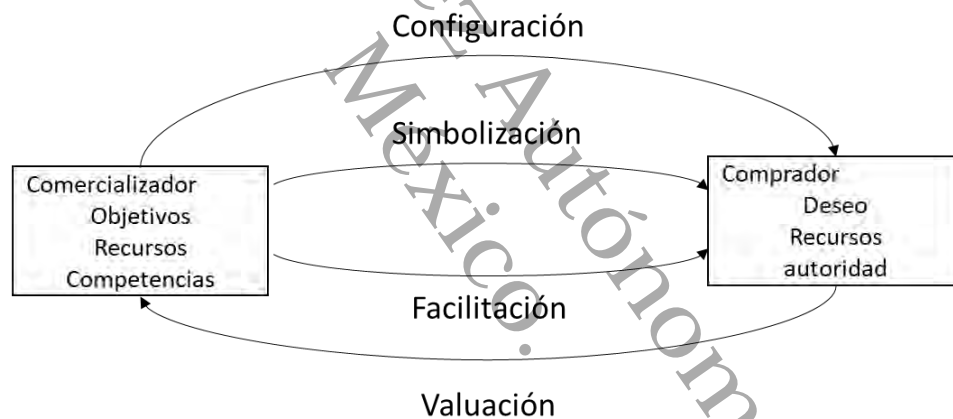 Configuración
Simbolización
Comercializador
Objetivos
Recursos
Competencias
Comprador
Deseo
Recursos
autoridad
Facilitación
Valuación
México.